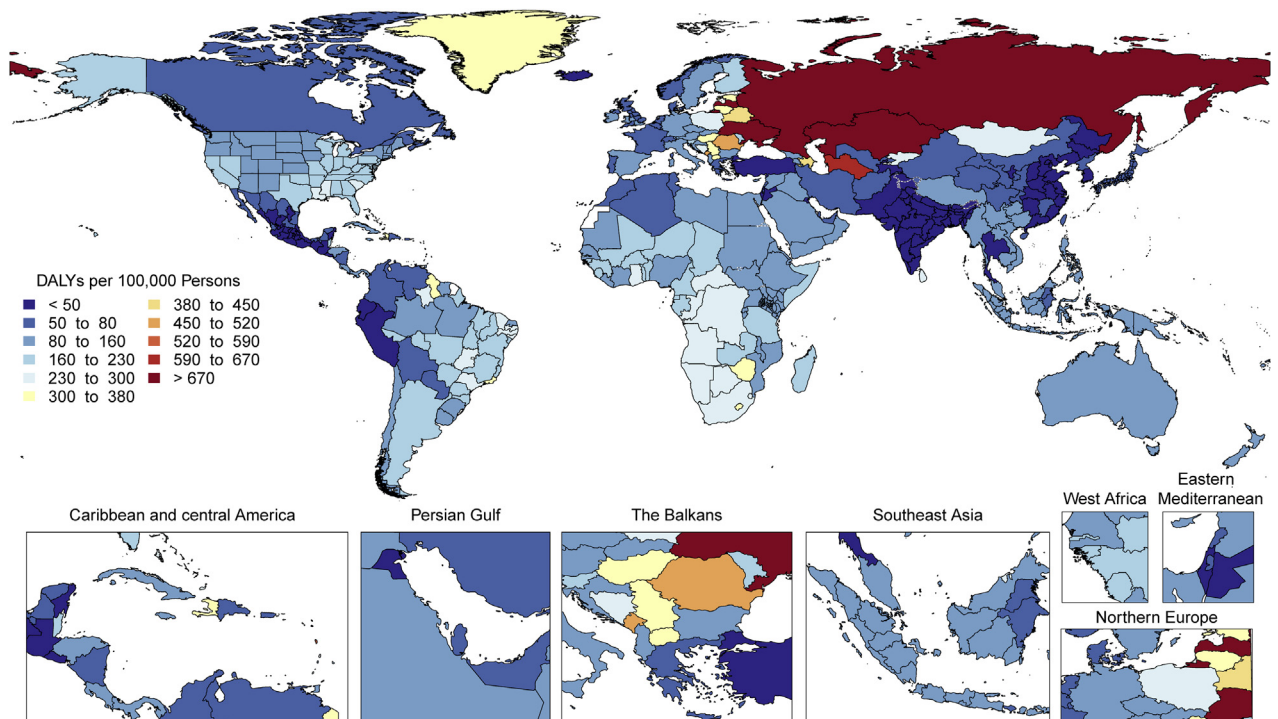 DALYs per 100,000 Persons
< 50
50 to 80
80 to 160
160 to 230
230 to 300
300 to 380
380 to 450
450 to 520
520 to 590
590 to 670
> 670
Caribbean and central America
Persian Gulf
The Balkans
Southeast Asia
West Africa
Eastern
Mediterranean
Northern Europe